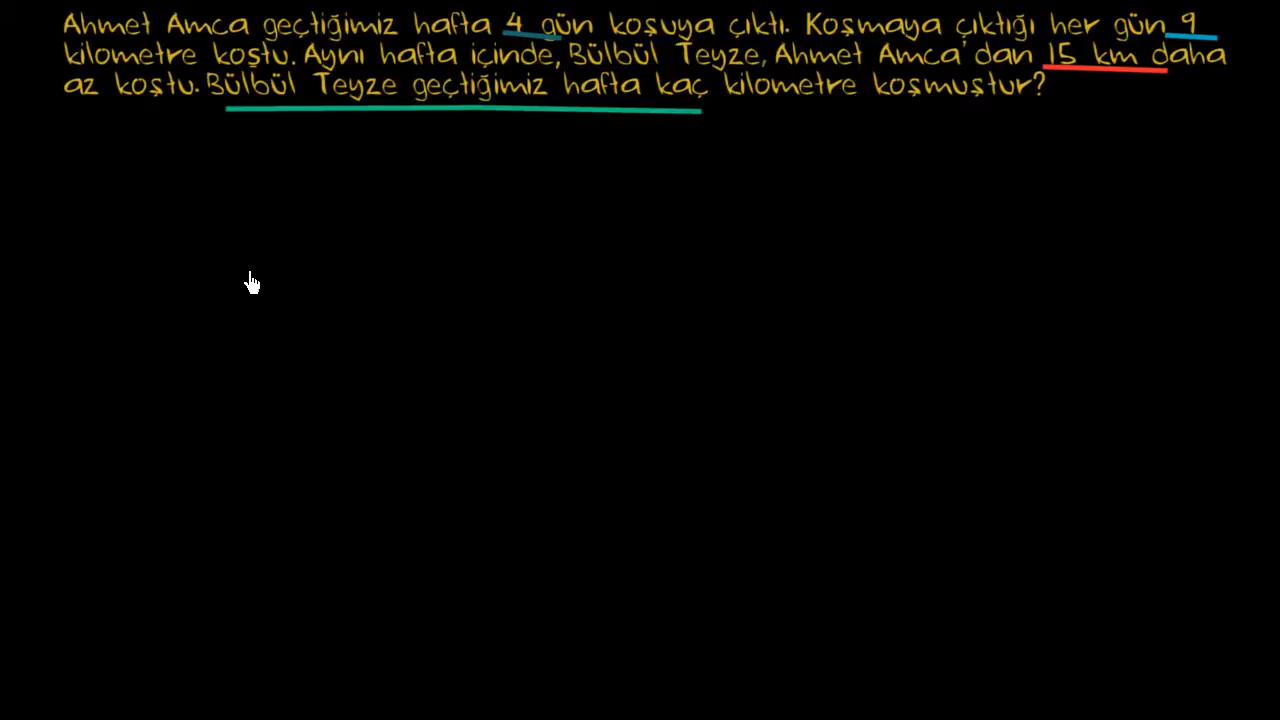 Ahmet Amca geçtiğimiz hafta 4 gün koşuya çıktı. Koşmaya çıktığı her gün 9
kilometre koştu. Aynı hafta içinde, Bülbül Teyze, Ahmet Amca'dan 15 km daha
az koştu. Bülbül Teyze geçtiğimiz hafta kaç kilometre koşmuştur?